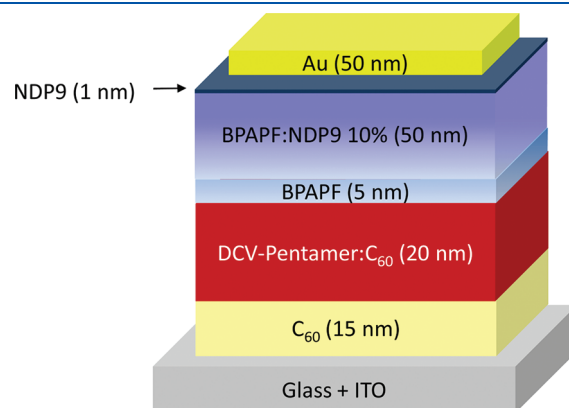 Au (50 nm)
NDP9 (1 nm)
BPAPF:NDP9 10% (50 nm)
BPAPF (5 nm)
DCV-Pentamer:C₆₀ (20 nm)
C₆₀ (15 nm)
Glass + ITO